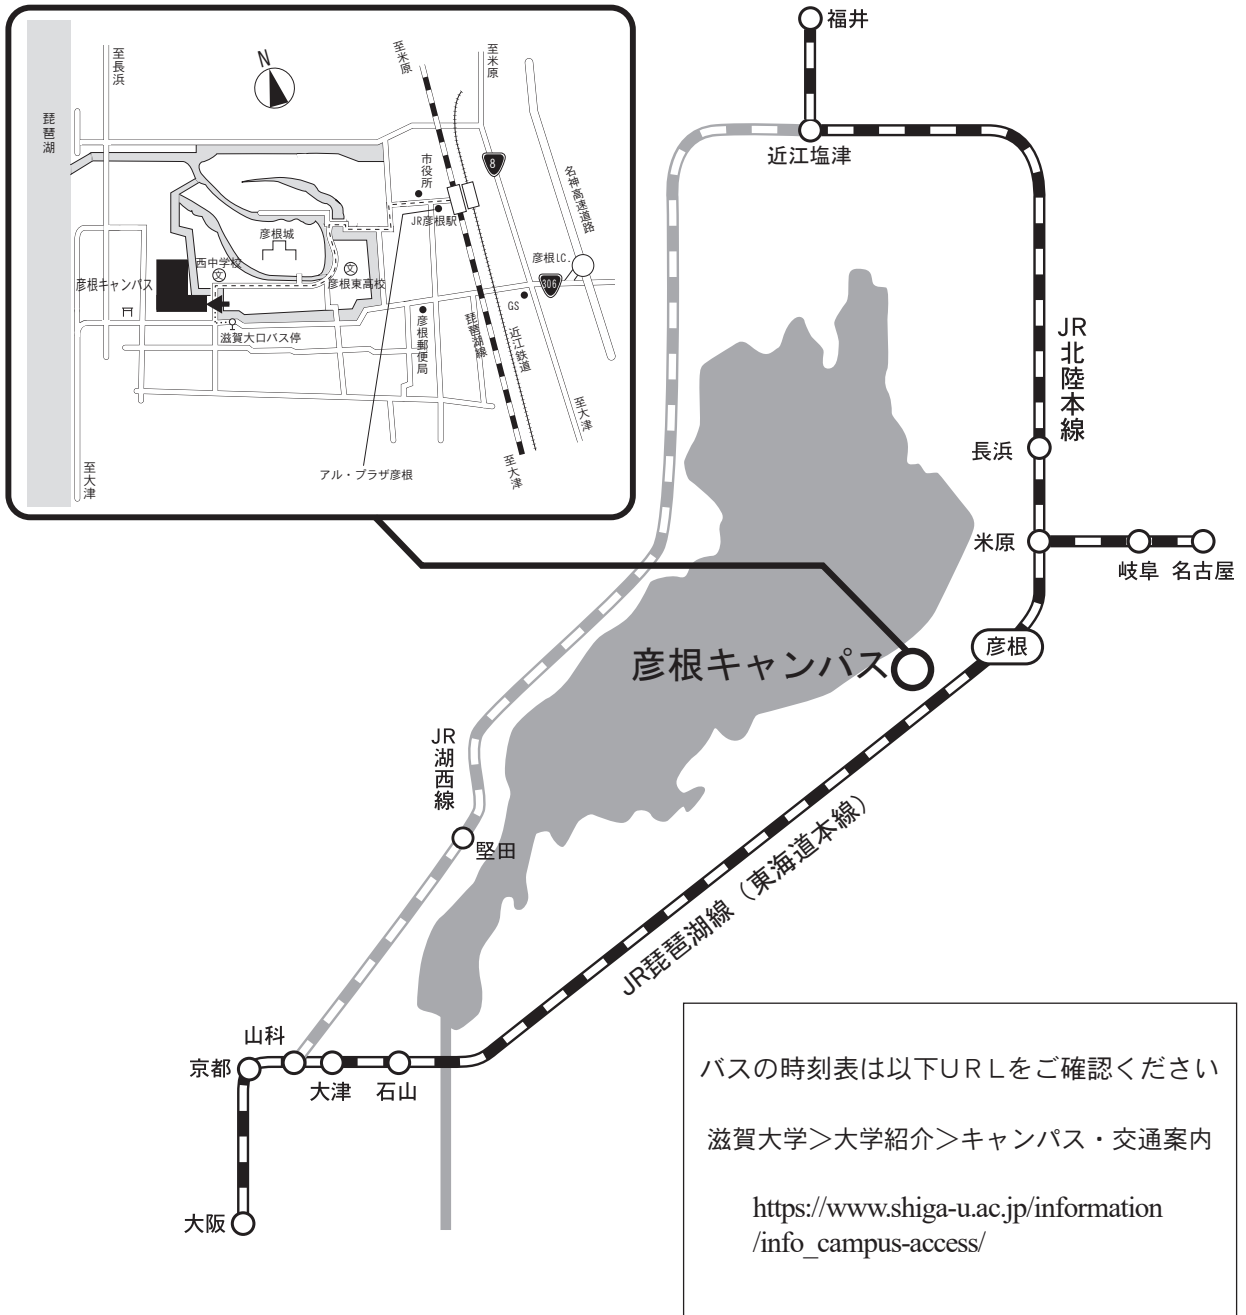 琵琶湖
至長浜
N
至米原
至米原
8
名神高速道路
市役所
JR彦根駅
彦根城
西中学校
文
文
彦根東高校
彦根I.C.
306
彦根キャンパス
GS
滋賀大口バス停
彦根郵便局
琵琶湖線
近江鉄道
至大津
至大津
至大津
アル・プラザ彦根
福井
近江塩津
JR北陸本線
長浜
米原
岐阜
名古屋
彦根
彦根キャンパス
JR湖西線
堅田
JR琵琶湖線（東海道本線）
山科
京都
大津
石山
大阪
バスの時刻表は以下ＵＲＬをご確認ください
滋賀大学＞大学紹介＞キャンパス・交通案内
https://www.shiga-u.ac.jp/information
/info_campus-access/